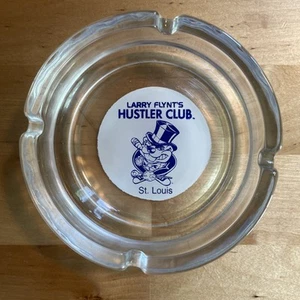 LARRY FLYNT'S
HUSTLER CLUB.
St. Louis